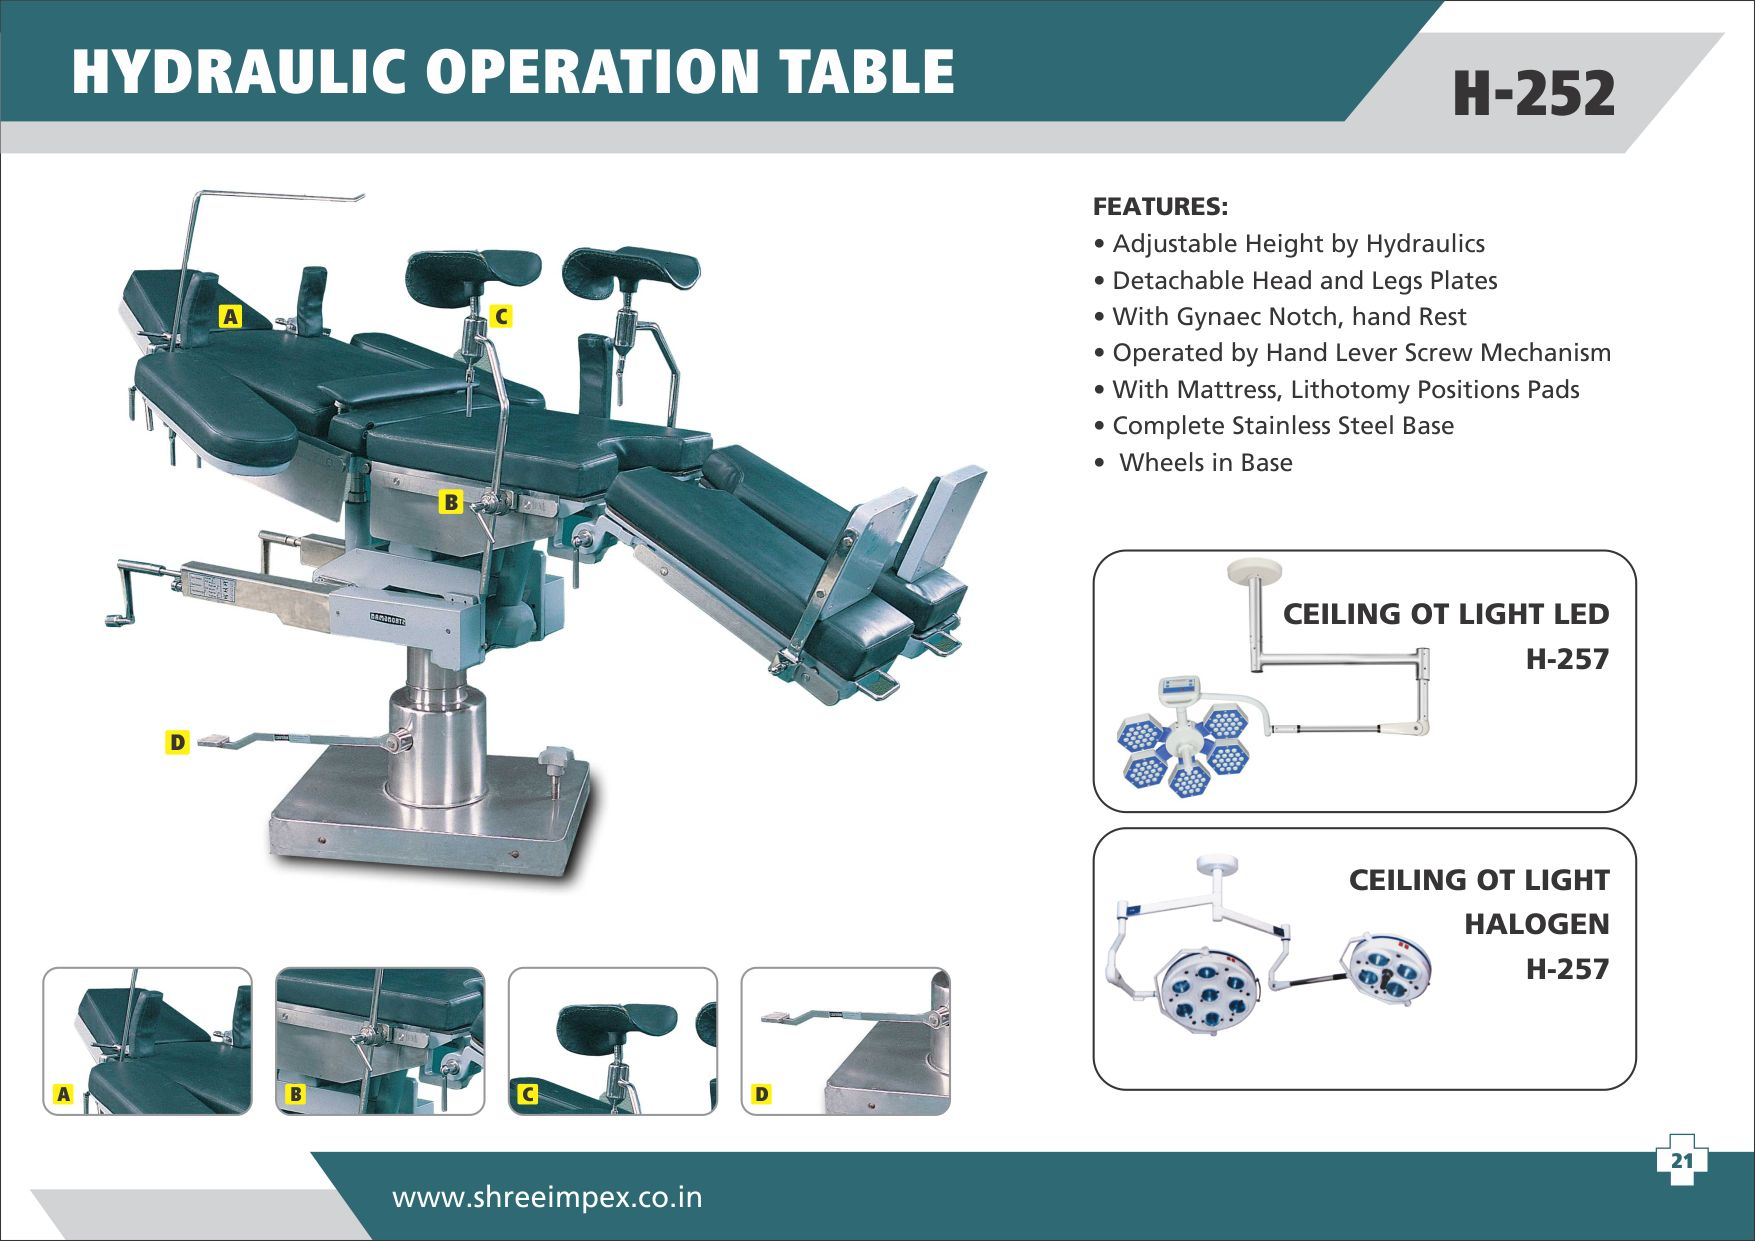 HYDRAULIC OPERATION TABLE
H-252
FEATURES:
• Adjustable Height by Hydraulics
• Detachable Head and Legs Plates
• With Gynaec Notch, hand Rest
• Operated by Hand Lever Screw Mechanism
• With Mattress, Lithotomy Positions Pads
• Complete Stainless Steel Base
• Wheels in Base
A
C
B
D
CEILING OT LIGHT LED
H-257
CEILING OT LIGHT
HALOGEN
H-257
A
B
C
D
www.shreeimpex.co.in
21